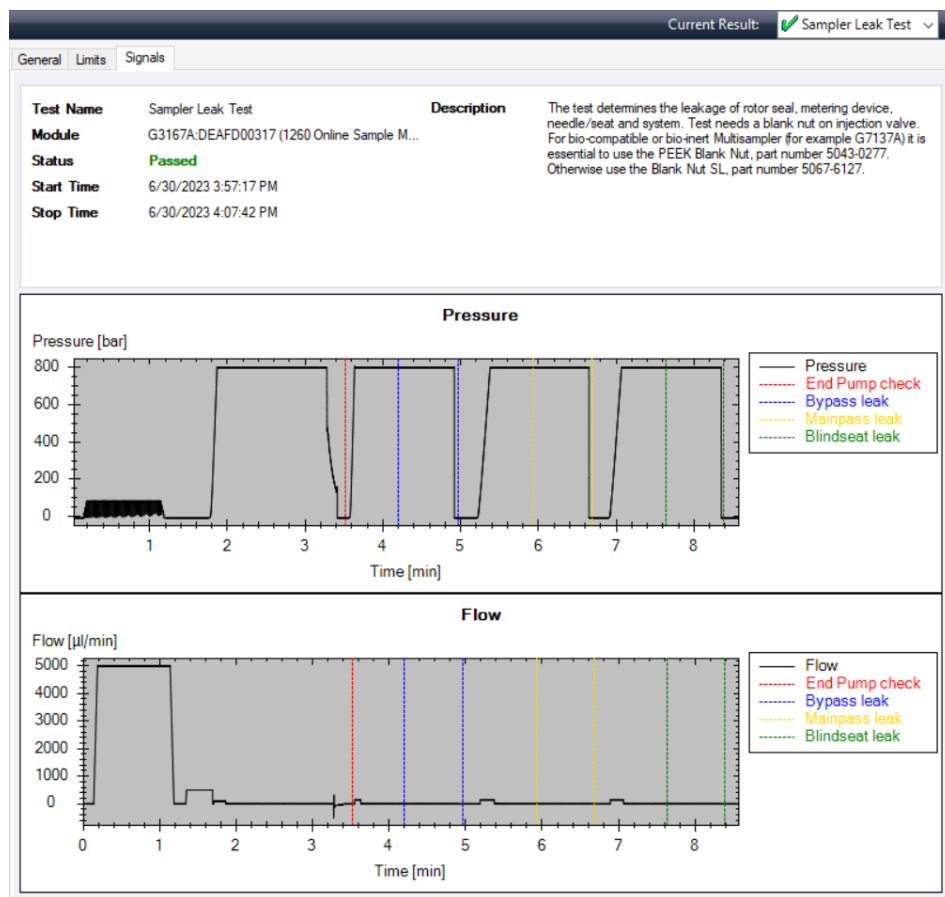 Current Result: Sampler Leak Test
General Limits Signals
Test Name Sampler Leak Test
Module G3167A:DEAFD00317 (1260 Online Sample M...
Status Passed
Start Time 6/30/2023 3:57:17 PM
Stop Time 6/30/2023 4:07:42 PM
Description The test determines the leakage of rotor seal, metering device,
needle/seat and system. Test needs a blank nut on injection valve.
For bio-compatible or bio-inert Multisampler (for example G7137A) it is
essential to use the PEEK Blank Nut, part number 5043-0277.
Otherwise use the Blank Nut SL, part number 5067-6127.
Pressure
Pressure [bar]
800
600
400
200
0
1 2 3 4 5 6 7 8
Time [min]
Pressure
End Pump check
Bypass leak
Mainpass leak
Blindseat leak
Flow
Flow [µl/min]
5000
4000
3000
2000
1000
0
0 1 2 3 4 5 6 7 8
Time [min]
Flow
End Pump check
Bypass leak
Mainpass leak
Blindseat leak